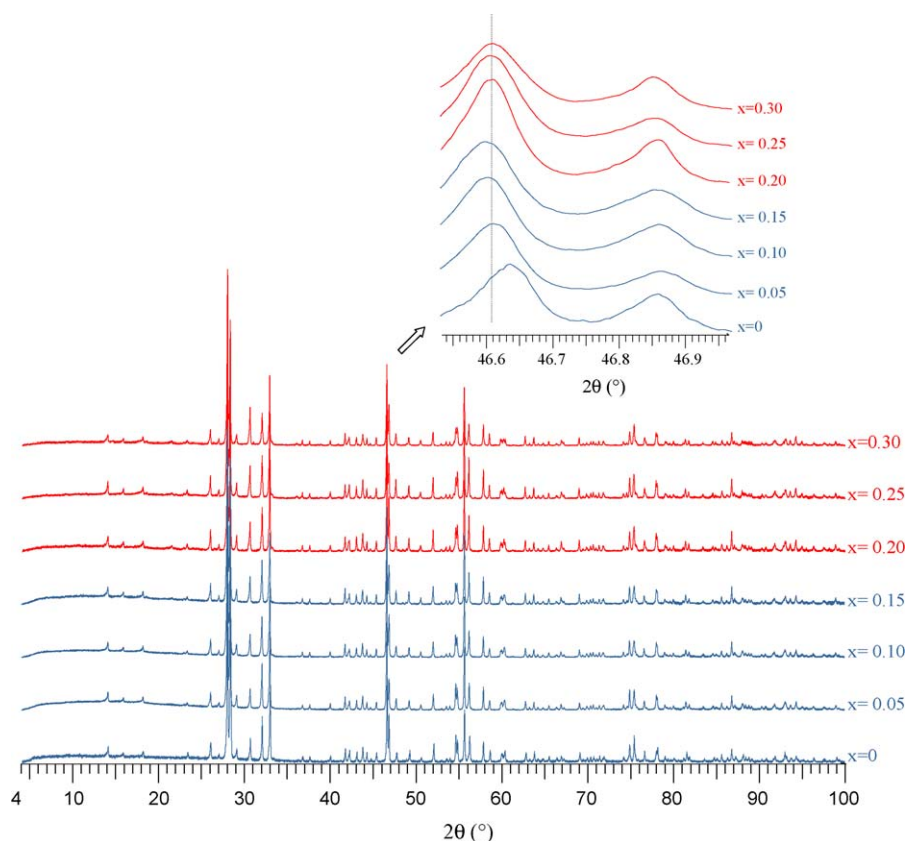 x=0.30
x= 0.25
x= 0.20
x= 0.15
x= 0.10
x= 0.05
x=0
46.6 46.7 46.8 46.9
2θ (°)
x=0.30
x= 0.25
x= 0.20
x= 0.15
x= 0.10
x= 0.05
x=0
4 10 20 30 40 50 60 70 80 90 100
2θ (°)